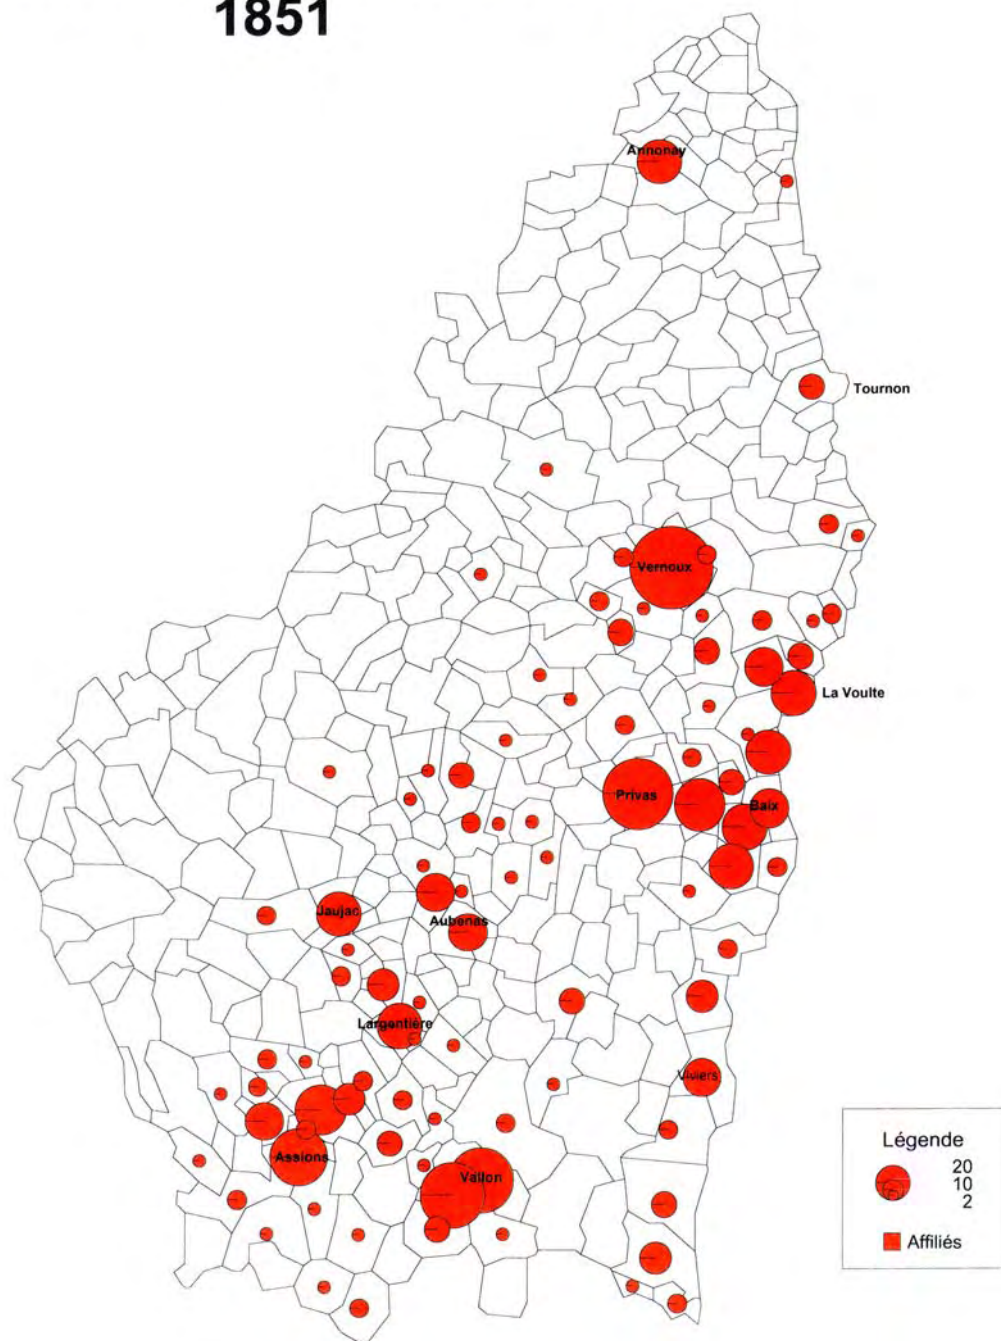 1851
Annonay
Tournon
Vernoux
La Voulte
Privas
Baix
Jaujac
Aubenas
Largentière
Viviers
Assions
Vallon
Légende
20
10
2
Affiliés